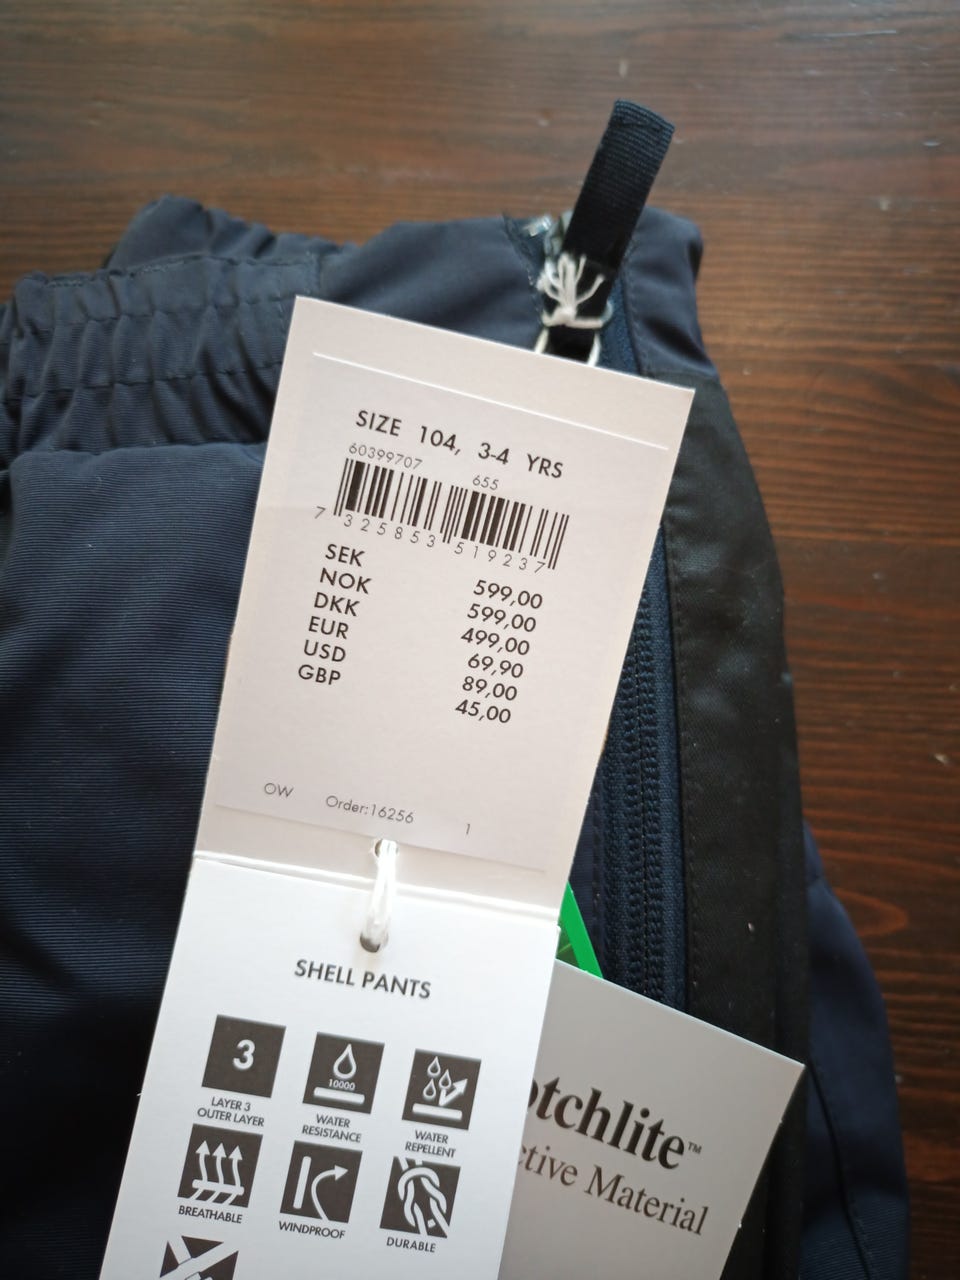 SIZE 104, 3-4 YRS
60399707 655
7 325853 519237
SEK 599,00
NOK 599,00
DKK 499,00
EUR 69,90
USD 89,00
GBP 45,00
OW Order:16256 1
SHELL PANTS
3
10000
LAYER 3
OUTER LAYER
WATER
RESISTANCE
WATER
REPELLENT
BREATHABLE
WINDPROOF
DURABLE
otchlite™
ctive Material